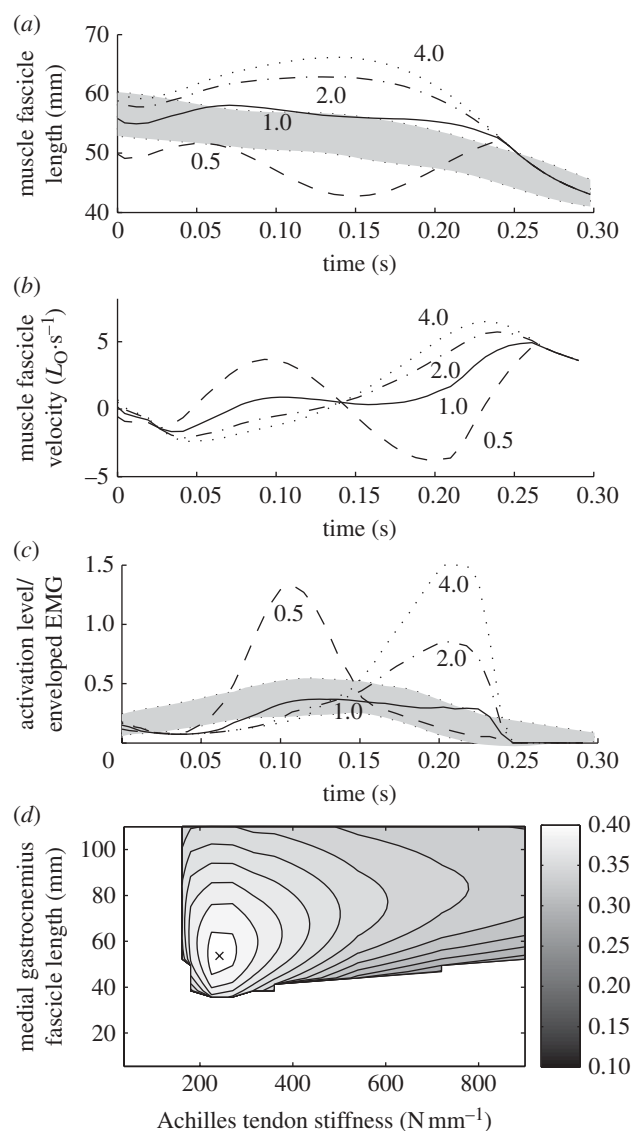 (a)
70
60
50
40
muscle fascicle
length (mm)
4.0
2.0
1.0
0.5
0 0.05 0.10 0.15 0.20 0.25 0.30
time (s)
(b)
5
0
–5
muscle fascicle
velocity (LO·s–1)
4.0
2.0
1.0
0.5
0 0.05 0.10 0.15 0.20 0.25 0.30
time (s)
(c)
1.5
1.0
0.5
activation level/
enveloped EMG
0.5
4.0
2.0
1.0
0 0.05 0.10 0.15 0.20 0.25 0.30
time (s)
(d)
100
80
60
40
20
medial gastrocnemius
fascicle length (mm)
×
0.40
0.35
0.30
0.25
0.20
0.15
0.10
200 400 600 800
Achilles tendon stiffness (N mm–1)